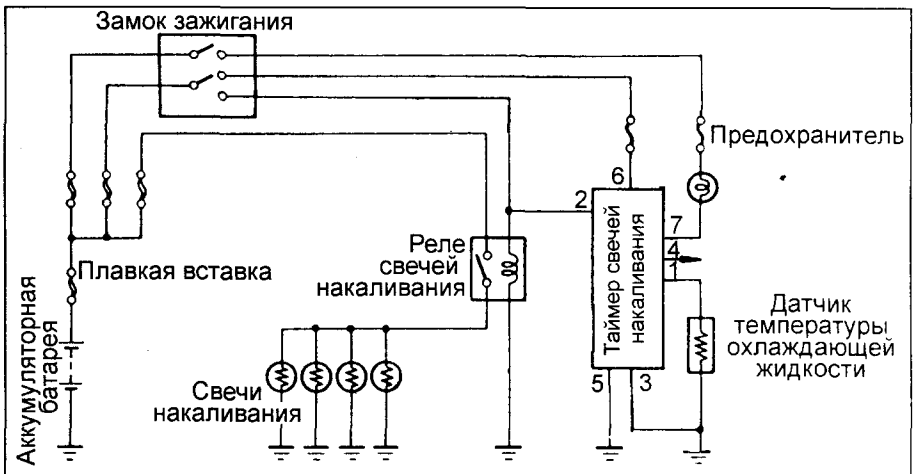 Замок зажигания
Предохранитель
6
2
7
4
1
Таймер свечей
накаливания
Реле
свечей
накаливания
Плавкая вставка
Аккумуляторная
батарея
Свечи
накаливания
5
3
Датчик
температуры
охлаждающей
жидкости